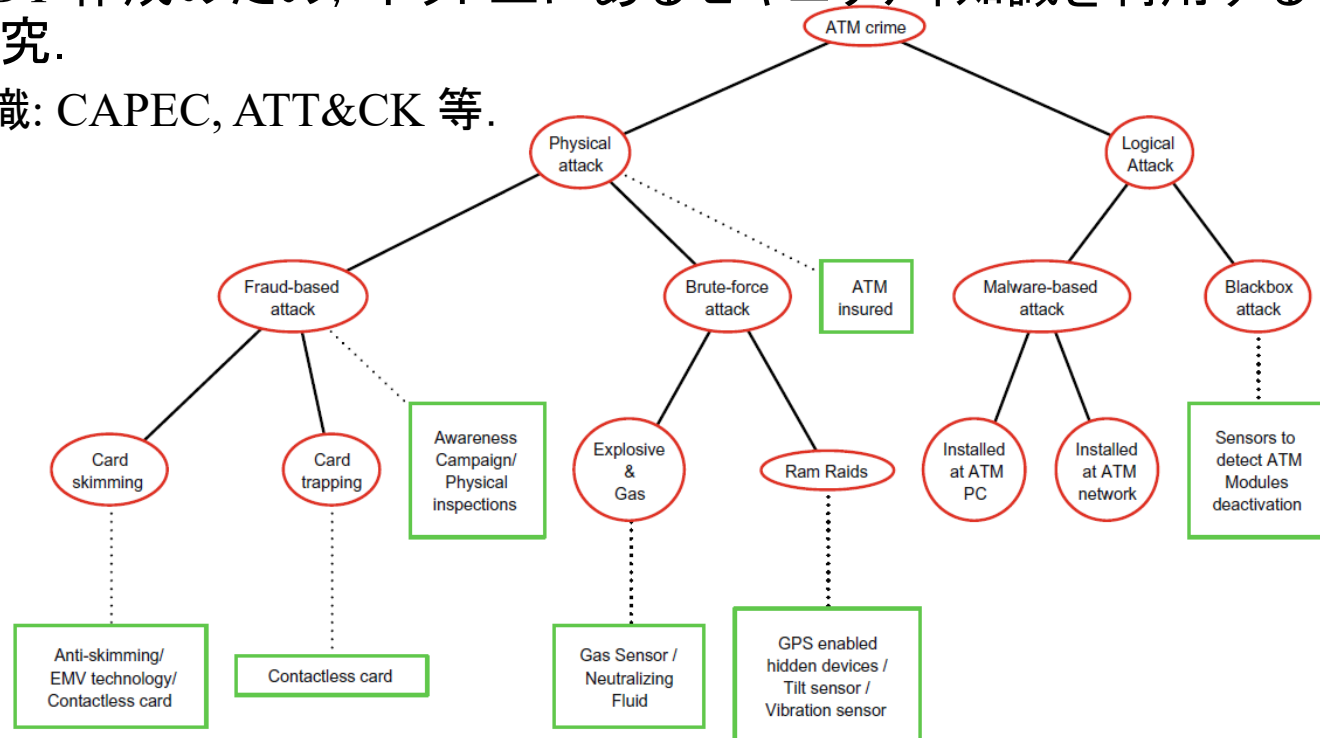 究.
識: CAPEC, ATT&CK 等.
ATM crime
Physical
attack
Logical
Attack
Fraud-based
attack
Brute-force
attack
ATM
insured
Malware-based
attack
Blackbox
attack
Card
skimming
Card
trapping
Awareness
Campaign/
Physical
inspections
Explosive
&
Gas
Ram Raids
Installed
at ATM
PC
Installed
at ATM
network
Sensors to
detect ATM
Modules
deactivation
Anti-skimming/
EMV technology/
Contactless card
Contactless card
Gas Sensor /
Neutralizing
Fluid
GPS enabled
hidden devices /
Tilt sensor /
Vibration sensor